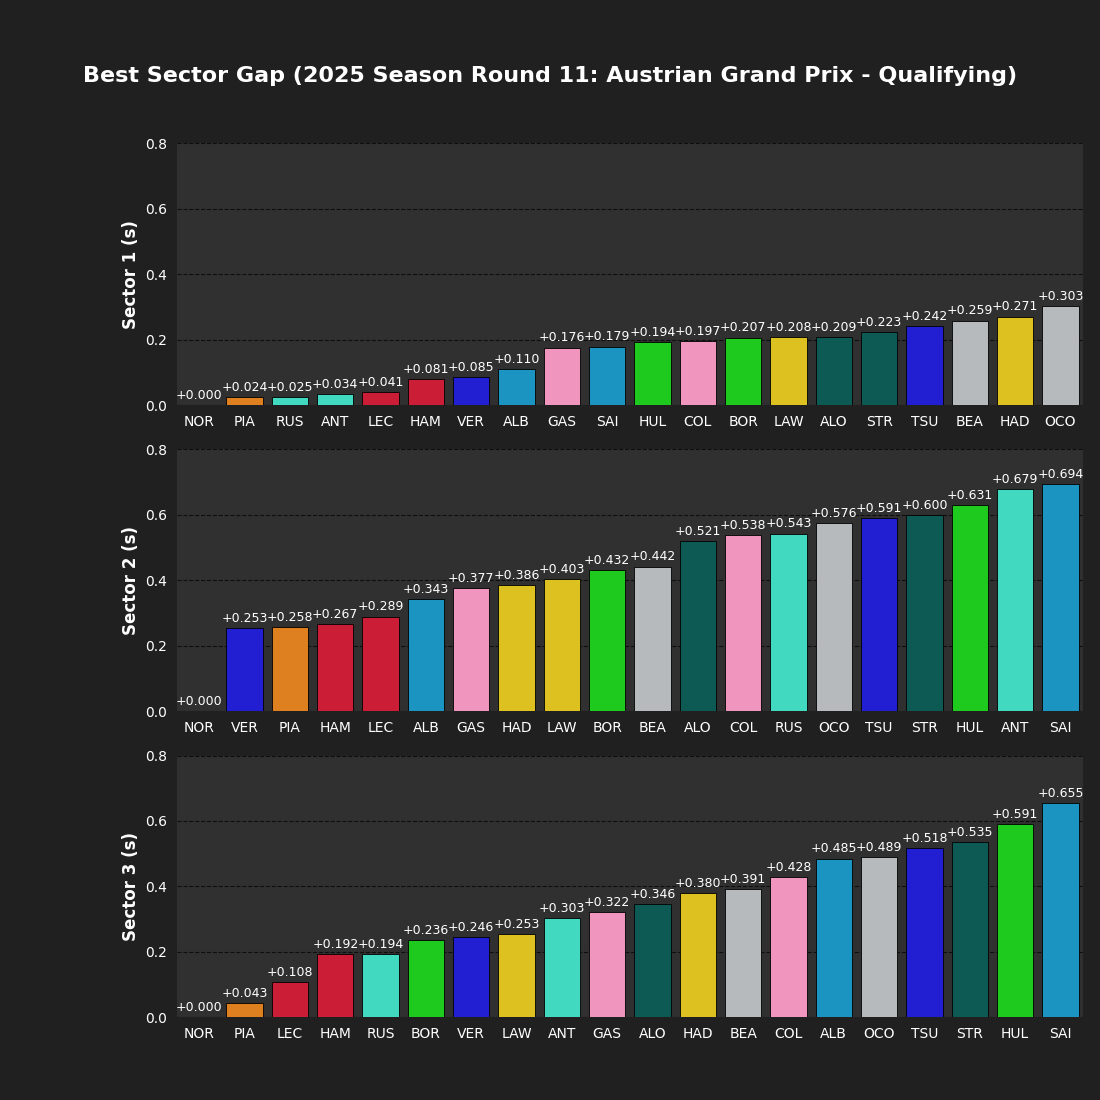 Best Sector Gap (2025 Season Round 11: Austrian Grand Prix - Qualifying)
Sector 1 (s)
0.8
0.6
0.4
0.2
0.0
+0.000 +0.024 +0.025 +0.034 +0.041 +0.081 +0.085 +0.110 +0.176 +0.179 +0.194 +0.197 +0.207 +0.208 +0.209 +0.223 +0.242 +0.259 +0.271 +0.303
NOR PIA RUS ANT LEC HAM VER ALB GAS SAI HUL COL BOR LAW ALO STR TSU BEA HAD OCO
Sector 2 (s)
0.8
0.6
0.4
0.2
0.0
+0.000 +0.253 +0.258 +0.267 +0.289 +0.343 +0.377 +0.386 +0.403 +0.432 +0.442 +0.521 +0.538 +0.543 +0.576 +0.591 +0.600 +0.631 +0.679 +0.694
NOR VER PIA HAM LEC ALB GAS HAD LAW BOR BEA ALO COL RUS OCO TSU STR HUL ANT SAI
Sector 3 (s)
0.8
0.6
0.4
0.2
0.0
+0.000 +0.043 +0.108 +0.192 +0.194 +0.236 +0.246 +0.253 +0.303 +0.322 +0.346 +0.380 +0.391 +0.428 +0.485 +0.489 +0.518 +0.535 +0.591 +0.655
NOR PIA LEC HAM RUS BOR VER LAW ANT GAS ALO HAD BEA COL ALB OCO TSU STR HUL SAI